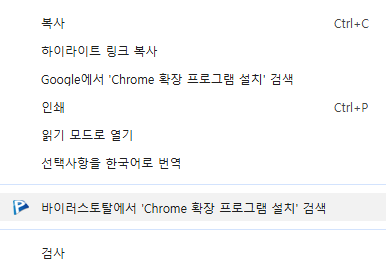 복사 Ctrl+C
하이라이트 링크 복사
Google에서 'Chrome 확장 프로그램 설치' 검색
인쇄 Ctrl+P
읽기 모드로 열기
선택사항을 한국어로 번역
바이러스토탈에서 'Chrome 확장 프로그램 설치' 검색
검사